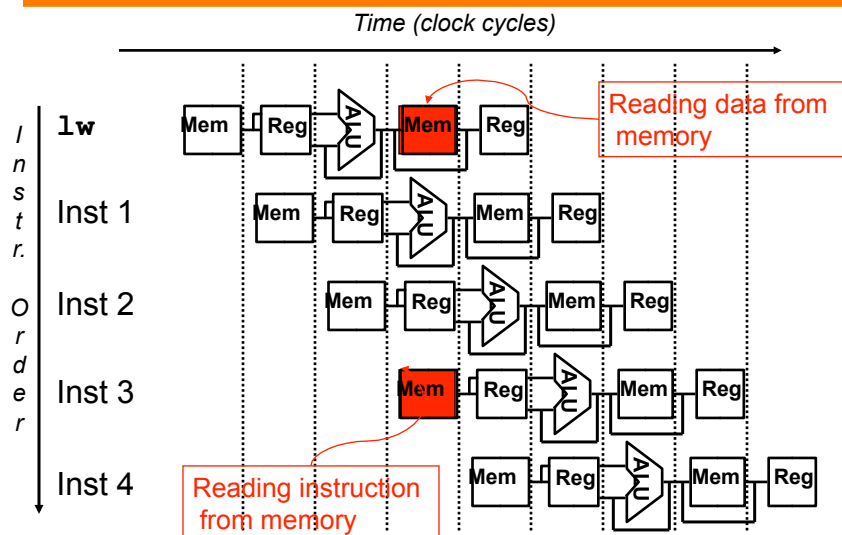 Time (clock cycles)
Instr. Order
lw
Mem Reg ALU Mem Reg
Reading data from
memory
Inst 1
Mem Reg ALU Mem Reg
Inst 2
Mem Reg ALU Mem Reg
Inst 3
Mem Reg ALU Mem Reg
Inst 4
Mem Reg ALU Mem Reg
Reading instruction
from memory